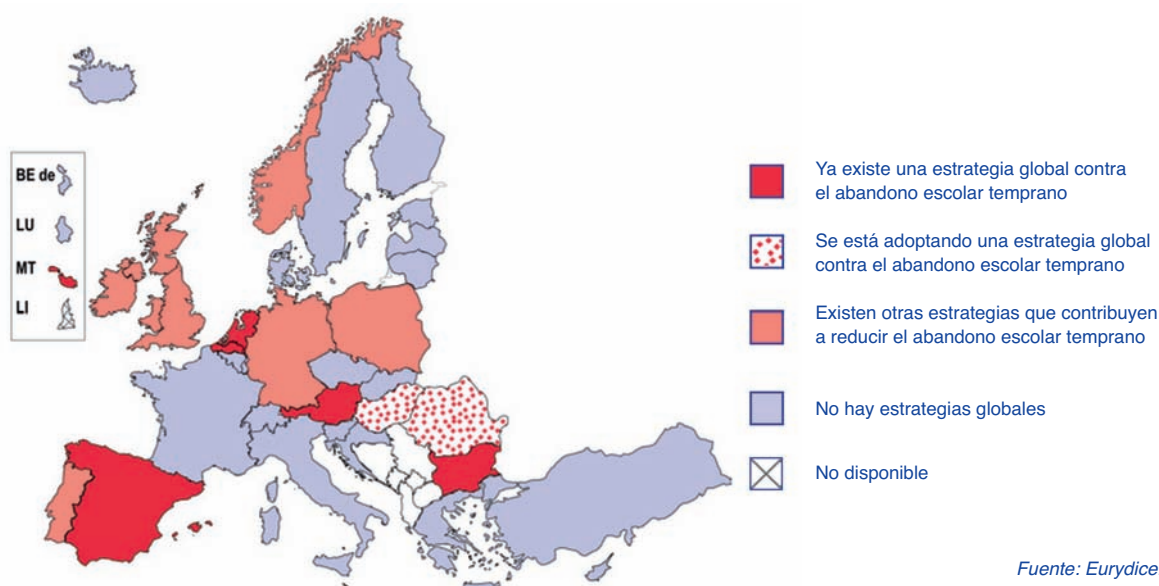 BE de
LU
MT
LI
Ya existe una estrategia global contra
el abandono escolar temprano
Se está adoptando una estrategia global
contra el abandono escolar temprano
Existen otras estrategias que contribuyen
a reducir el abandono escolar temprano
No hay estrategias globales
No disponible
Fuente: Eurydice